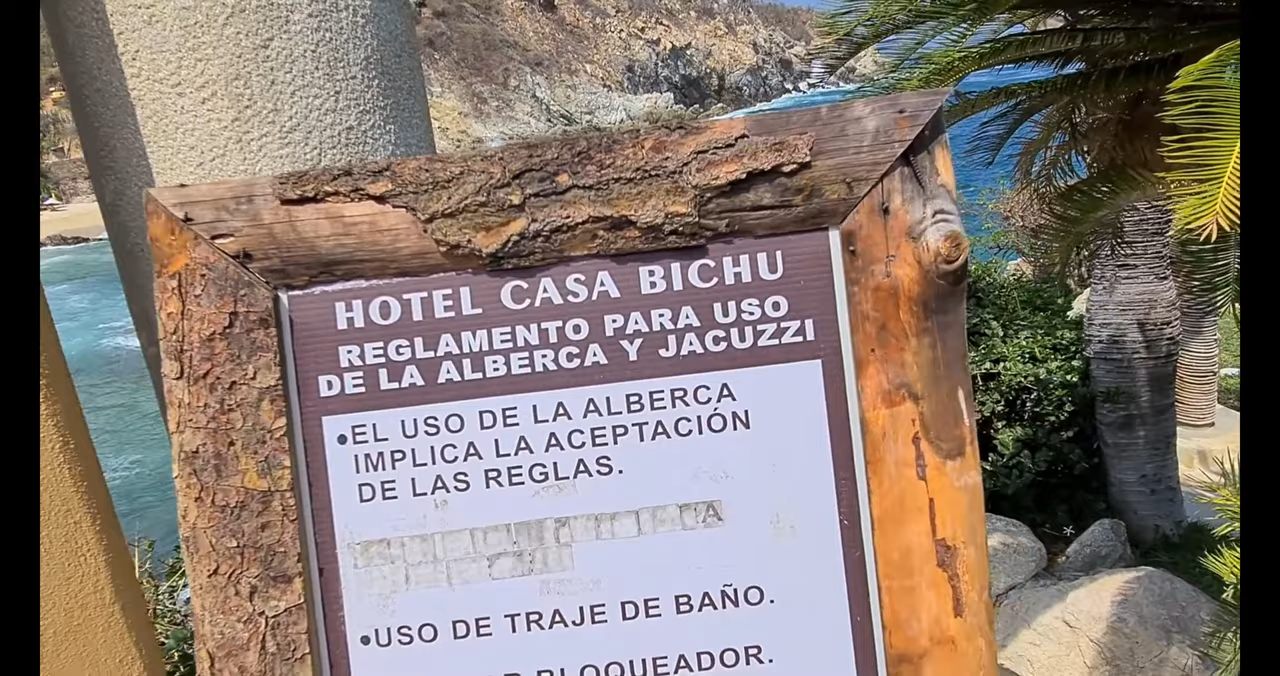 HOTEL CASA BICHU
REGLAMENTO PARA USO
DE LA ALBERCA Y JACUZZI
•EL USO DE LA ALBERCA
IMPLICA LA ACEPTACIÓN
DE LAS REGLAS.
•USO DE TRAJE DE BAÑO.
BLOQUEADOR.